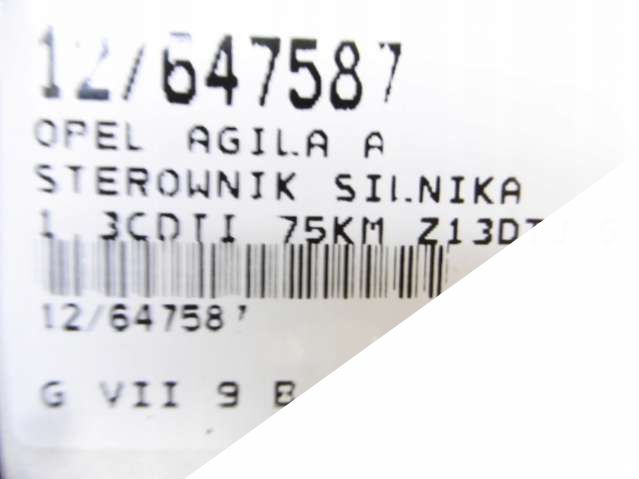 12/647587
OPEL AGILA A
STEROWNIK SILNIKA
1.3CDTI 75KM
12/647587
G VII 9